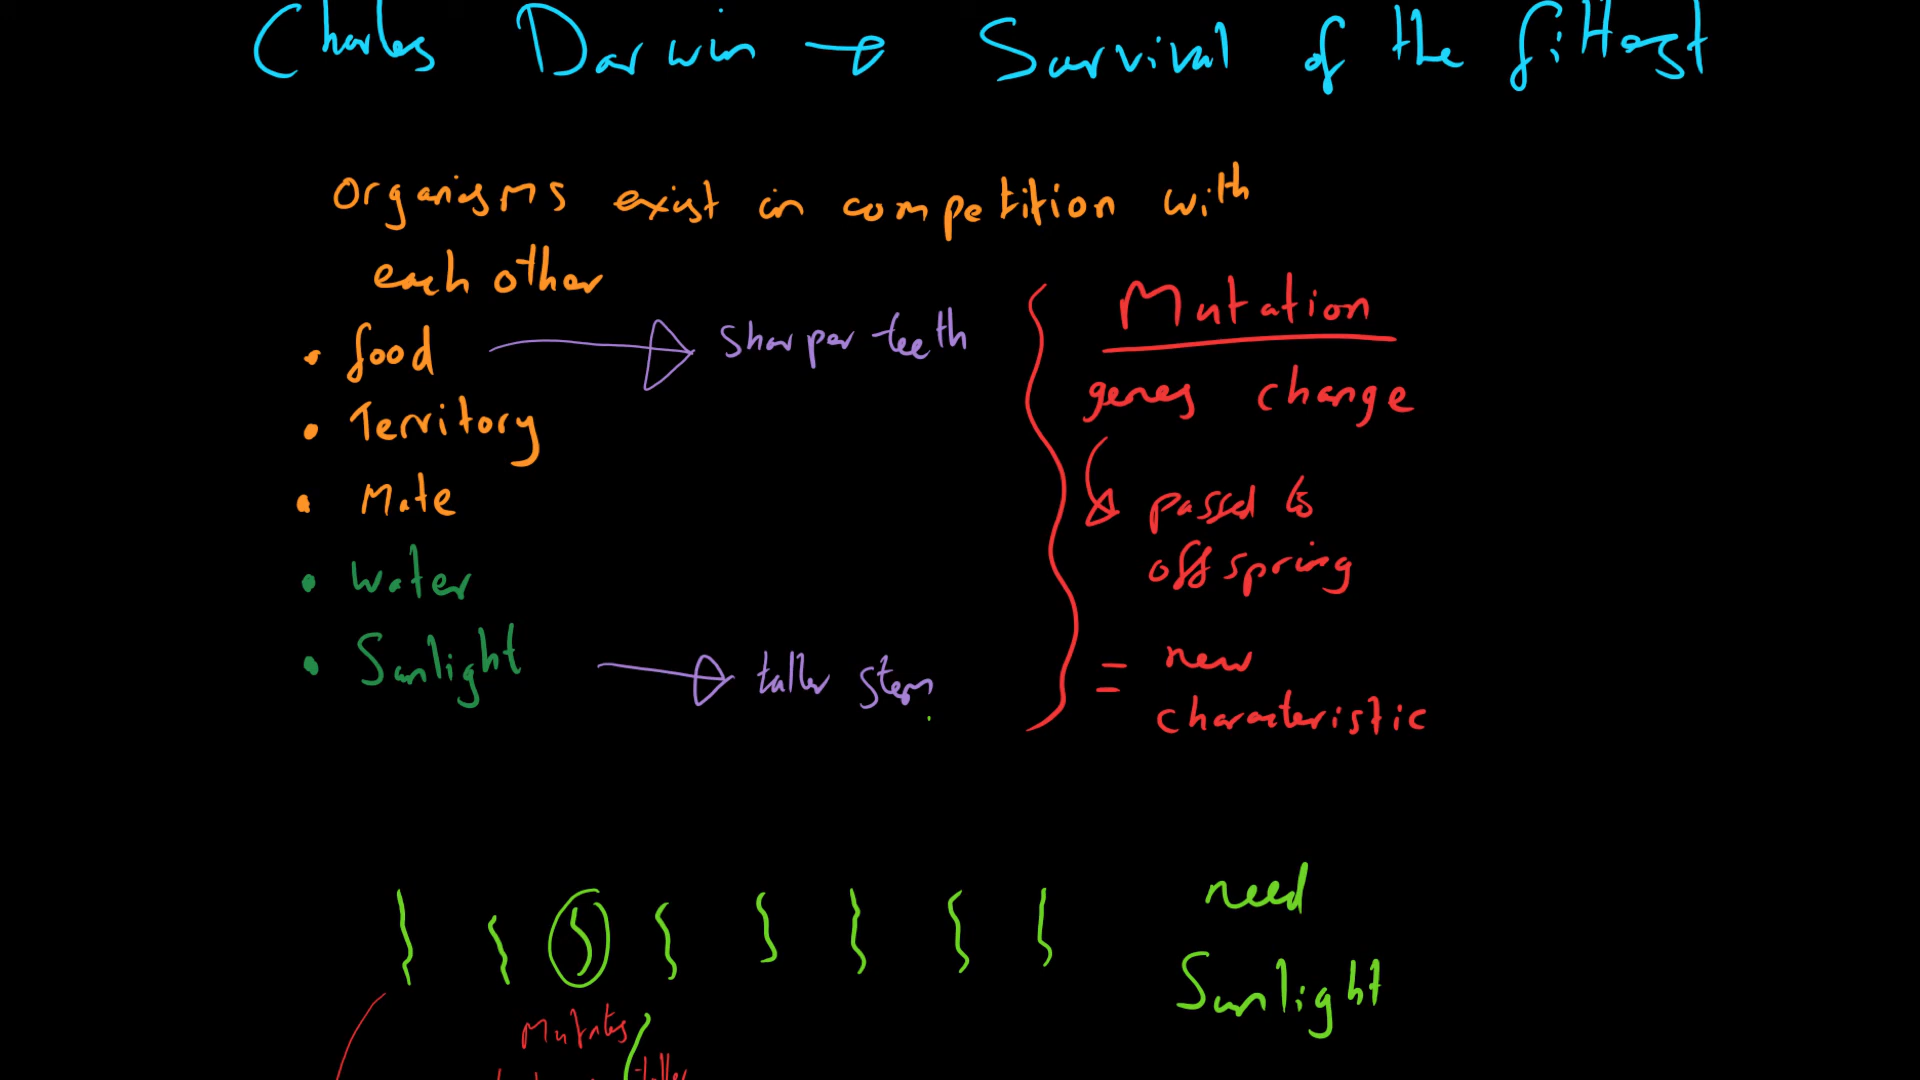 Charles Darwin → Survival of the fittest
organisms exist in competition with
each other
• food → sharper teeth
• Territory
• Mate
• water
• Sunlight → taller stem
Mutation
genes change
passed to
offspring
= new
characteristic
need
Sunlight
Mutates
taller